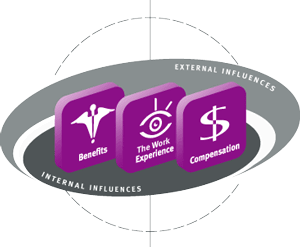 EXTERNAL INFLUENCES
Benefits
The Work
Experience
$
Compensation
INTERNAL INFLUENCES